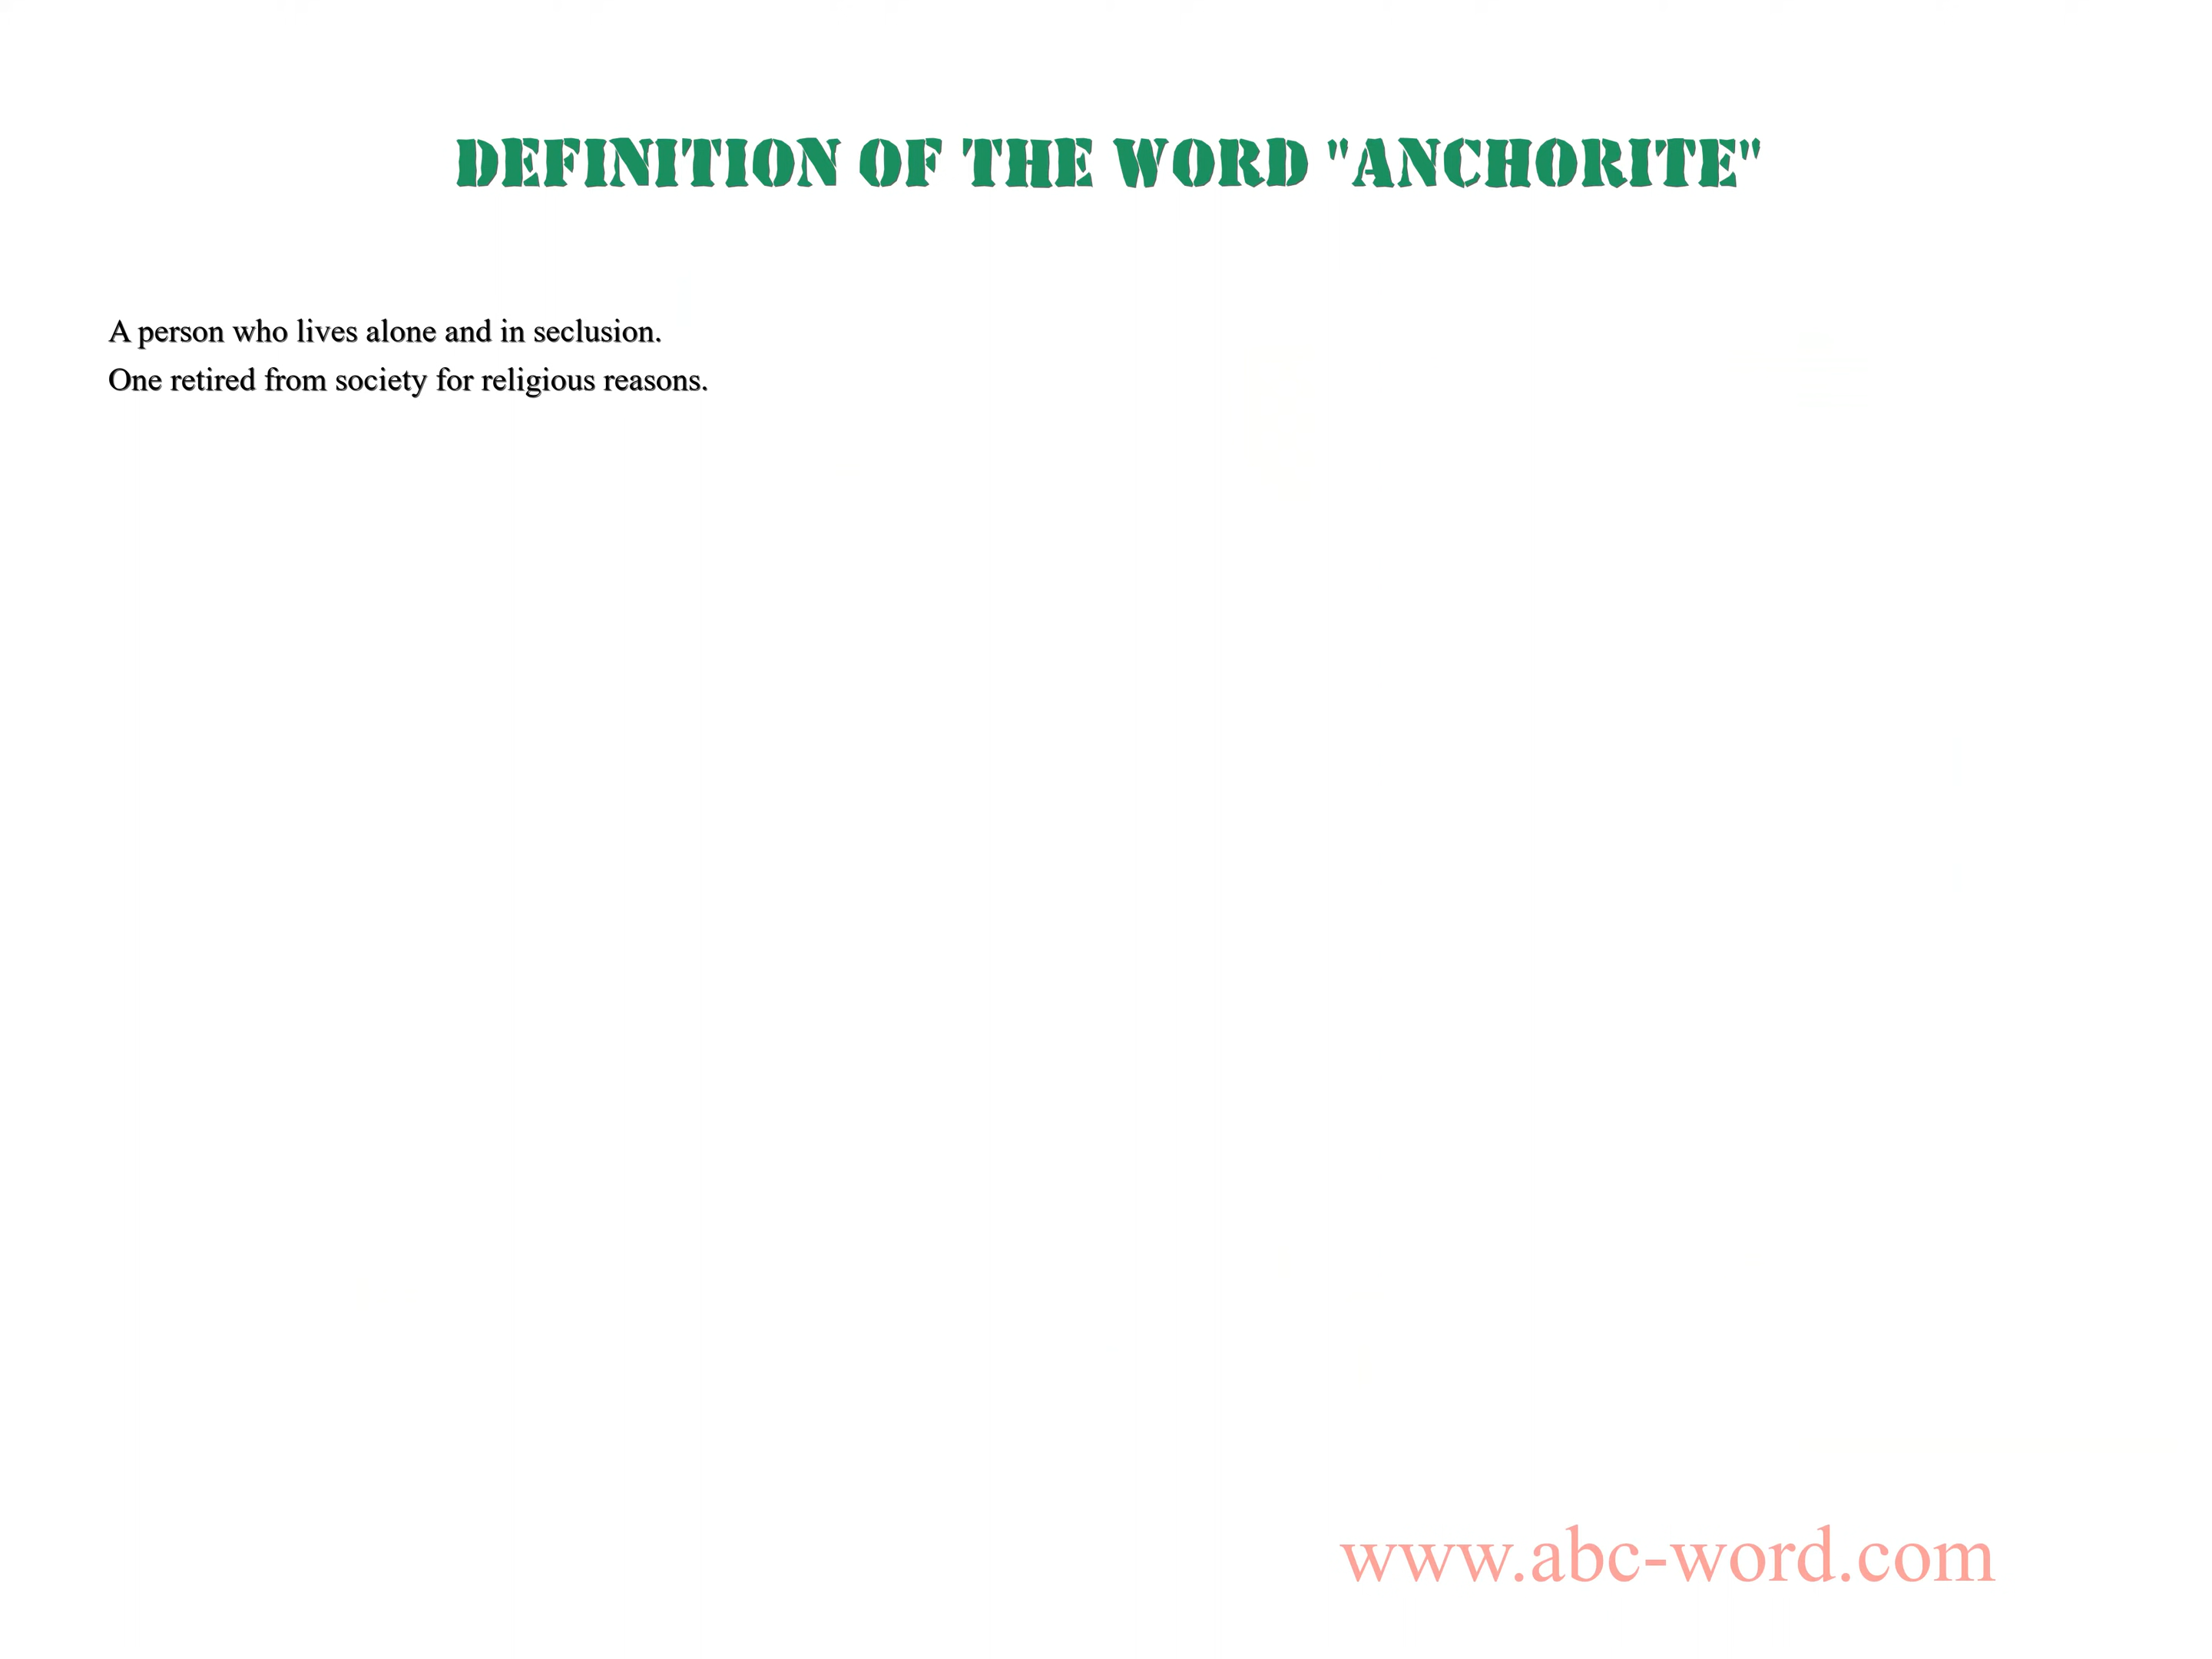 DEFINITION OF THE WORD "ANCHORITE"
A person who lives alone and in seclusion.
One retired from society for religious reasons.
www.abc-word.com